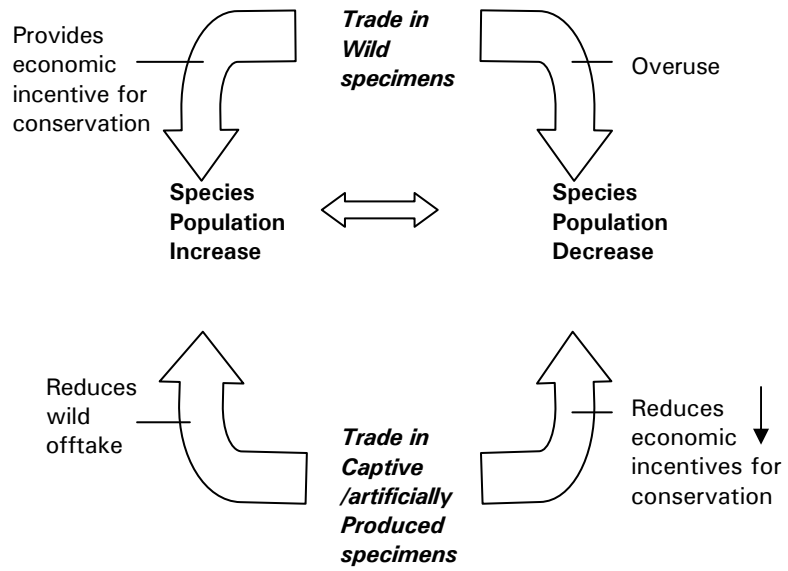 Provides
economic
incentive for
conservation
Trade in
Wild
specimens
Overuse
Species
Population
Increase
Species
Population
Decrease
Reduces
wild
offtake
Trade in
Captive
/artificially
Produced
specimens
Reduces
economic
incentives for
conservation